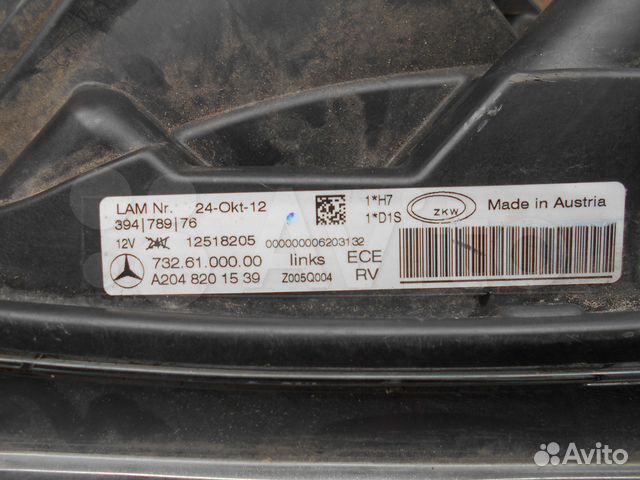 LAM Nr. 24-Okt-12
394|789|76
1*H7
1*D1S
ZKW
Made in Austria
12V 24V 12518205 000000006203132
732.61.000.00 links ECE
A204 820 15 39 Z005Q004 RV
Avito